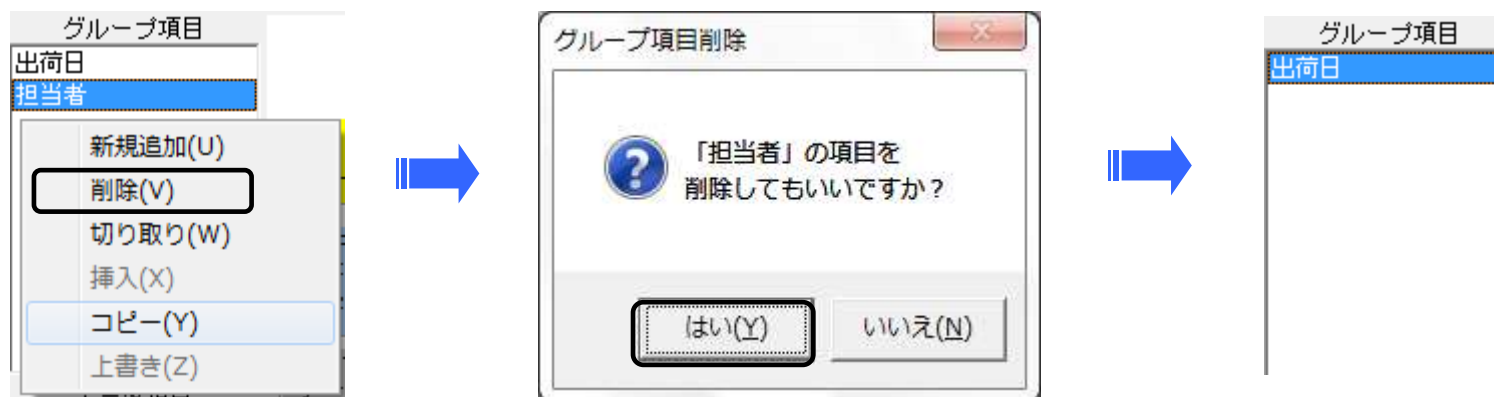 グループ項目
出荷日
担当者
新規追加(U)
削除(V)
切り取り(W)
挿入(X)
コピー(Y)
上書き(Z)
グループ項目削除
「担当者」の項目を
削除してもいいですか？
はい(Y)
いいえ(N)
グループ項目
出荷日